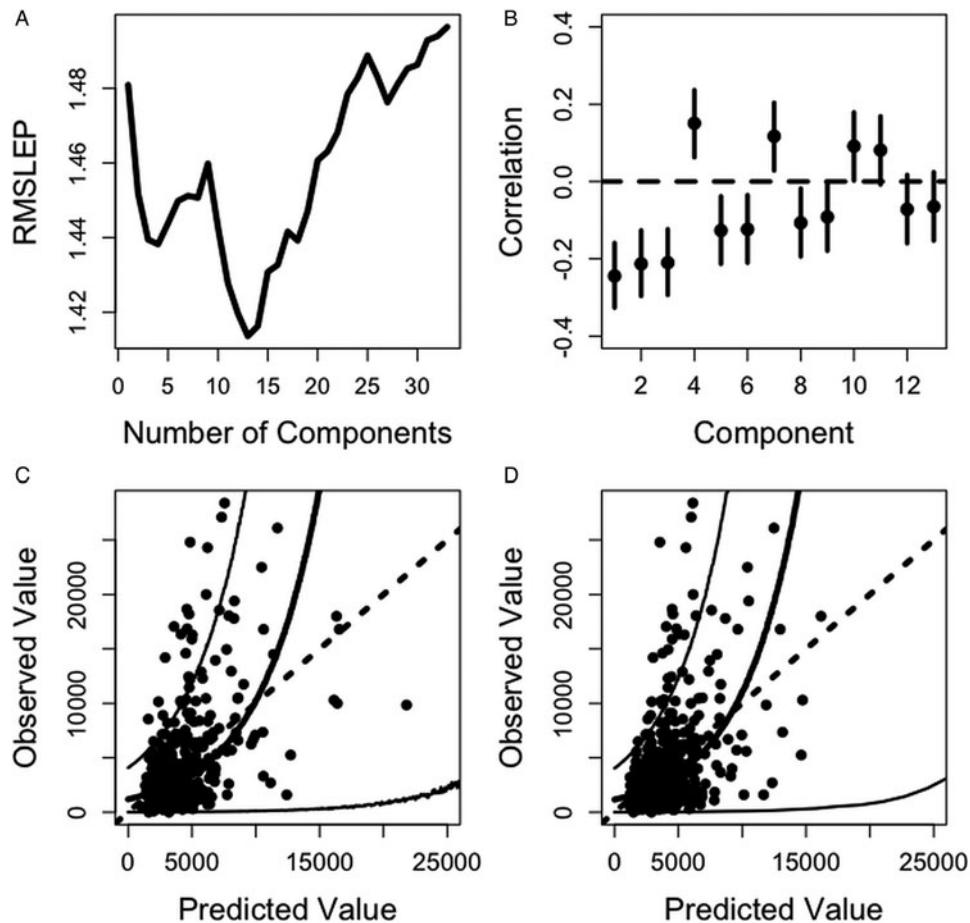 A
RMSLEP
1.48
1.46
1.44
1.42
0 5 10 15 20 25 30
Number of Components
B
Correlation
0.4
0.2
0.0
-0.2
-0.4
2 4 6 8 10 12
Component
C
Observed Value
20000
10000
0
0 5000 15000 25000
Predicted Value
D
Observed Value
20000
10000
0
0 5000 15000 25000
Predicted Value